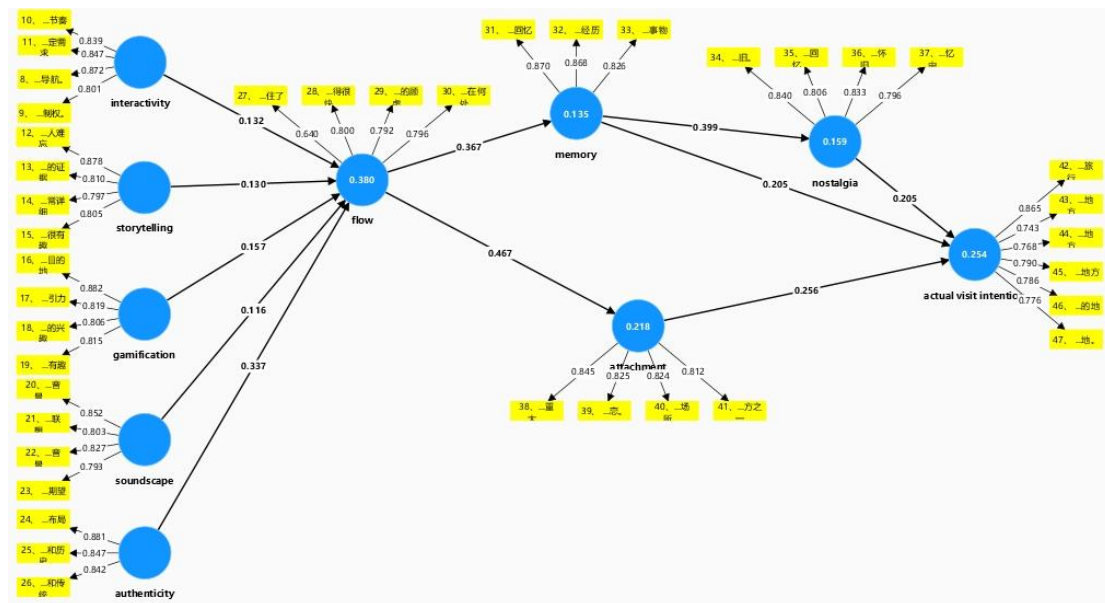 10、 ...节奏
0.839
11、 ...定需求
0.847
8、 ...导航。
0.872
9、 ...制权。
0.801
interactivity
0.132
12、 ...人难忘
0.878
13、 ...的证据
0.810
14、 ...常详细
0.797
15、 ...很有趣
0.805
storytelling
0.130
16、 ...目的地
0.882
17、 ...引力
0.819
18、 ...的兴趣
0.806
19、 ...有趣
0.815
gamification
0.157
20、 ...音景
0.852
21、 ...联
0.803
22、 ...音景
0.827
23、 ...期望
0.793
soundscape
0.116
24、 ...布局
0.881
25、 ...和历史
0.847
26、 ...和传统
0.842
authenticity
0.337
27、 ...住了
0.640
28、 ...得很快
0.800
29、 ...的顾虑
0.792
30、 ...在何处
0.796
0.380
flow
0.367
0.467
31、 ...回忆
0.870
32、 ...经历
0.868
33、 ...事物
0.826
0.135
memory
0.399
0.205
34、 ...旧。
0.840
35、 ...回忆
0.806
36、 ...怀旧
0.833
37、 ...忆
0.796
0.159
nostalgia
0.205
0.218
attachment
0.256
38、 ...重大
0.845
39、 ...恋。
0.825
40、 ...场所
0.824
41、 ...方之一
0.812
0.254
actual visit intentio
42、 ...旅行
0.865
43、 ...地方
0.743
44、 ...地方
0.768
45、 ...地方
0.790
46、 ...的地
0.786
47、 ...地。
0.776